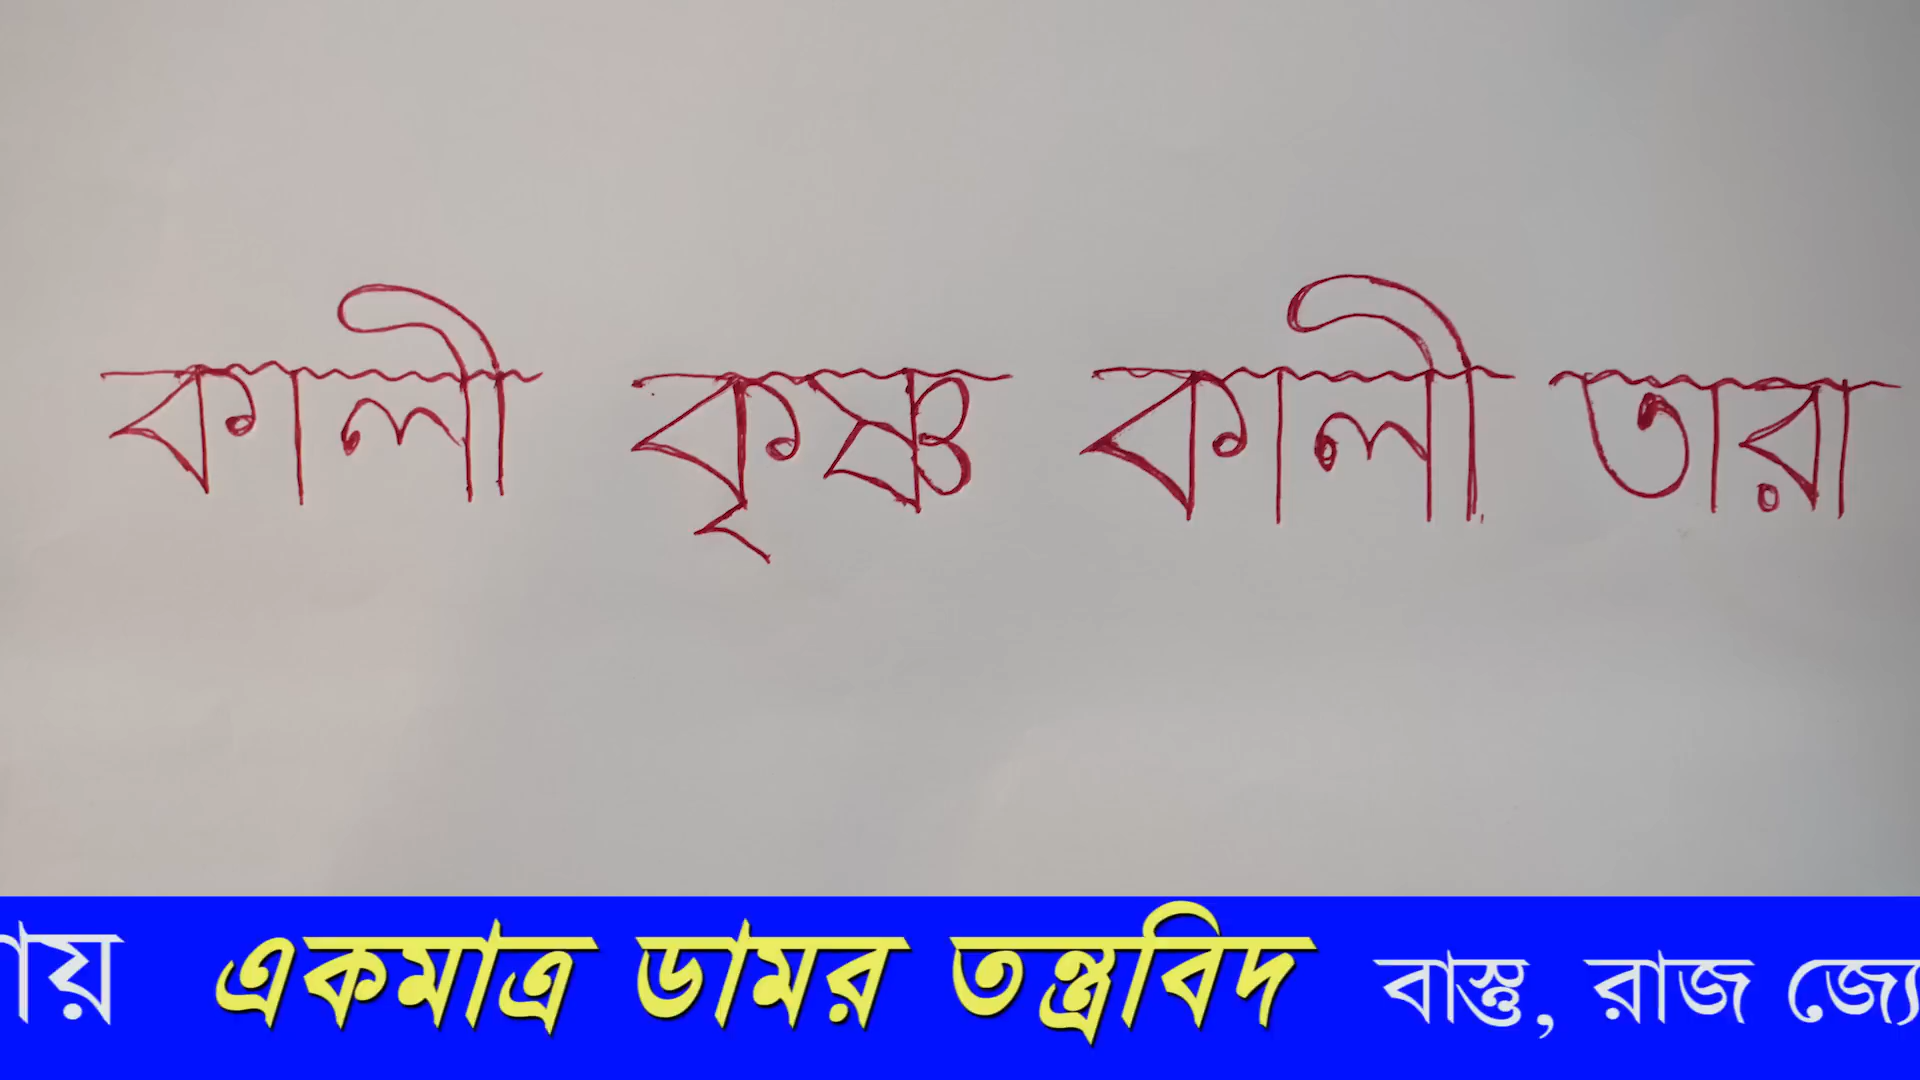 কালী কৃষ্ণ কালী তারা
একমাত্র ডামর তন্ত্রবিদ বাস্তু, রাজ